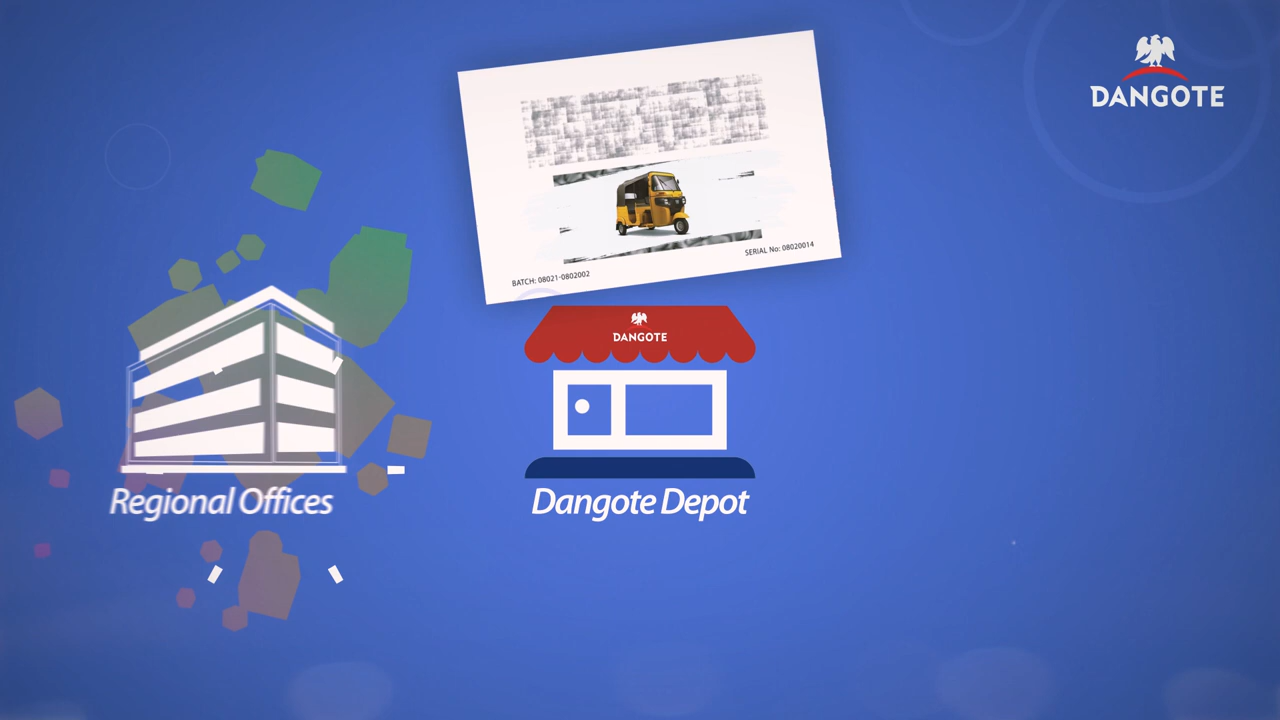 DANGOTE
BATCH: 08021-0802002
SERIAL No: 08020014
DANGOTE
Regional Offices
Dangote Depot